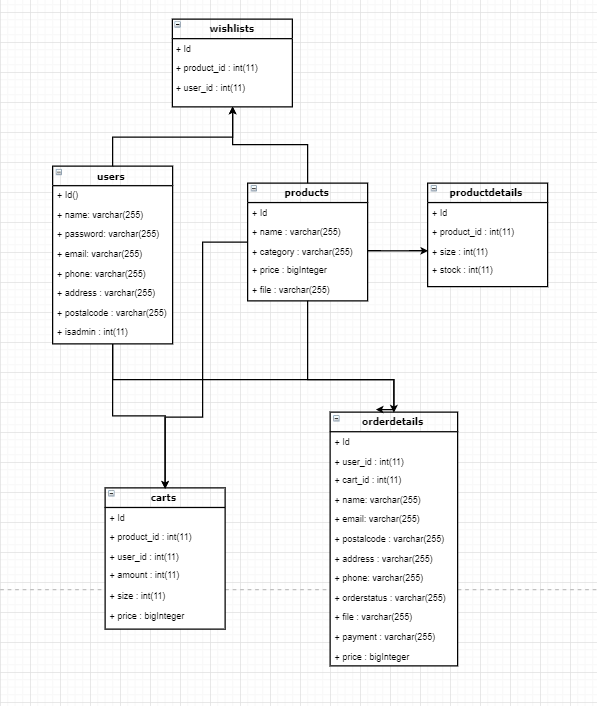 wishlists
+ Id
+ product_id : int(11)
+ user_id : int(11)
users
+ Id()
+ name: varchar(255)
+ password: varchar(255)
+ email: varchar(255)
+ phone: varchar(255)
+ address : varchar(255)
+ postalcode : varchar(255)
+ isadmin : int(11)
products
+ Id
+ name : varchar(255)
+ category : varchar(255)
+ price : bigInteger
+ file : varchar(255)
productdetails
+ Id
+ product_id : int(11)
+ size : int(11)
+ stock : int(11)
carts
+ Id
+ product_id : int(11)
+ user_id : int(11)
+ amount : int(11)
+ size : int(11)
+ price : bigInteger
orderdetails
+ Id
+ user_id : int(11)
+ cart_id : int(11)
+ name: varchar(255)
+ email: varchar(255)
+ postalcode : varchar(255)
+ address : varchar(255)
+ phone: varchar(255)
+ orderstatus : varchar(255)
+ file : varchar(255)
+ payment : varchar(255)
+ price : bigInteger